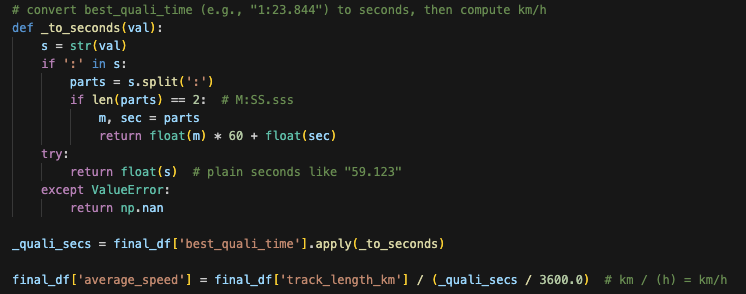 # convert best_quali_time (e.g., "1:23.844") to seconds, then compute km/h
def _to_seconds(val):
    s = str(val)
    if ':' in s:
        parts = s.split(':')
        if len(parts) == 2:  # M:SS.sss
            m, sec = parts
            return float(m) * 60 + float(sec)
    try:
        return float(s)  # plain seconds like "59.123"
    except ValueError:
        return np.nan

_quali_secs = final_df['best_quali_time'].apply(_to_seconds)

final_df['average_speed'] = final_df['track_length_km'] / (_quali_secs / 3600.0)  # km / (h) = km/h